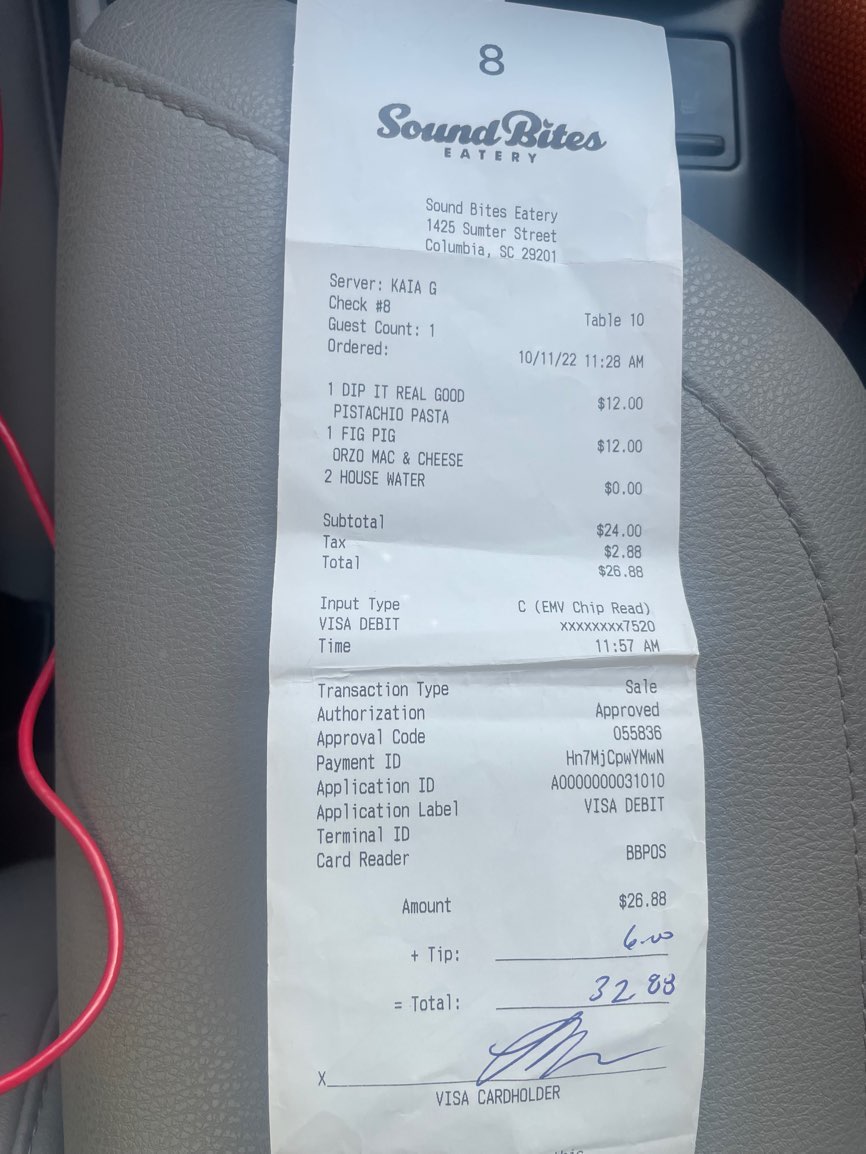 8
Sound Bites
EATERY
Sound Bites Eatery
1425 Sumter Street
Columbia, SC 29201
Server: KAIA G
Check #8 Table 10
Guest Count: 1
Ordered: 10/11/22 11:28 AM
1 DIP IT REAL GOOD $12.00
PISTACHIO PASTA
1 FIG PIG $12.00
ORZO MAC & CHEESE
2 HOUSE WATER $0.00
Subtotal $24.00
Tax $2.88
Total $26.88
Input Type C (EMV Chip Read)
VISA DEBIT xxxxxxxx7520
Time 11:57 AM
Transaction Type Sale
Authorization Approved
Approval Code 055836
Payment ID Hn7MjCpwYMwN
Application ID A0000000031010
Application Label VISA DEBIT
Terminal ID
Card Reader BBPOS
Amount $26.88
+ Tip: 6.00
= Total: 32.88
X
VISA CARDHOLDER